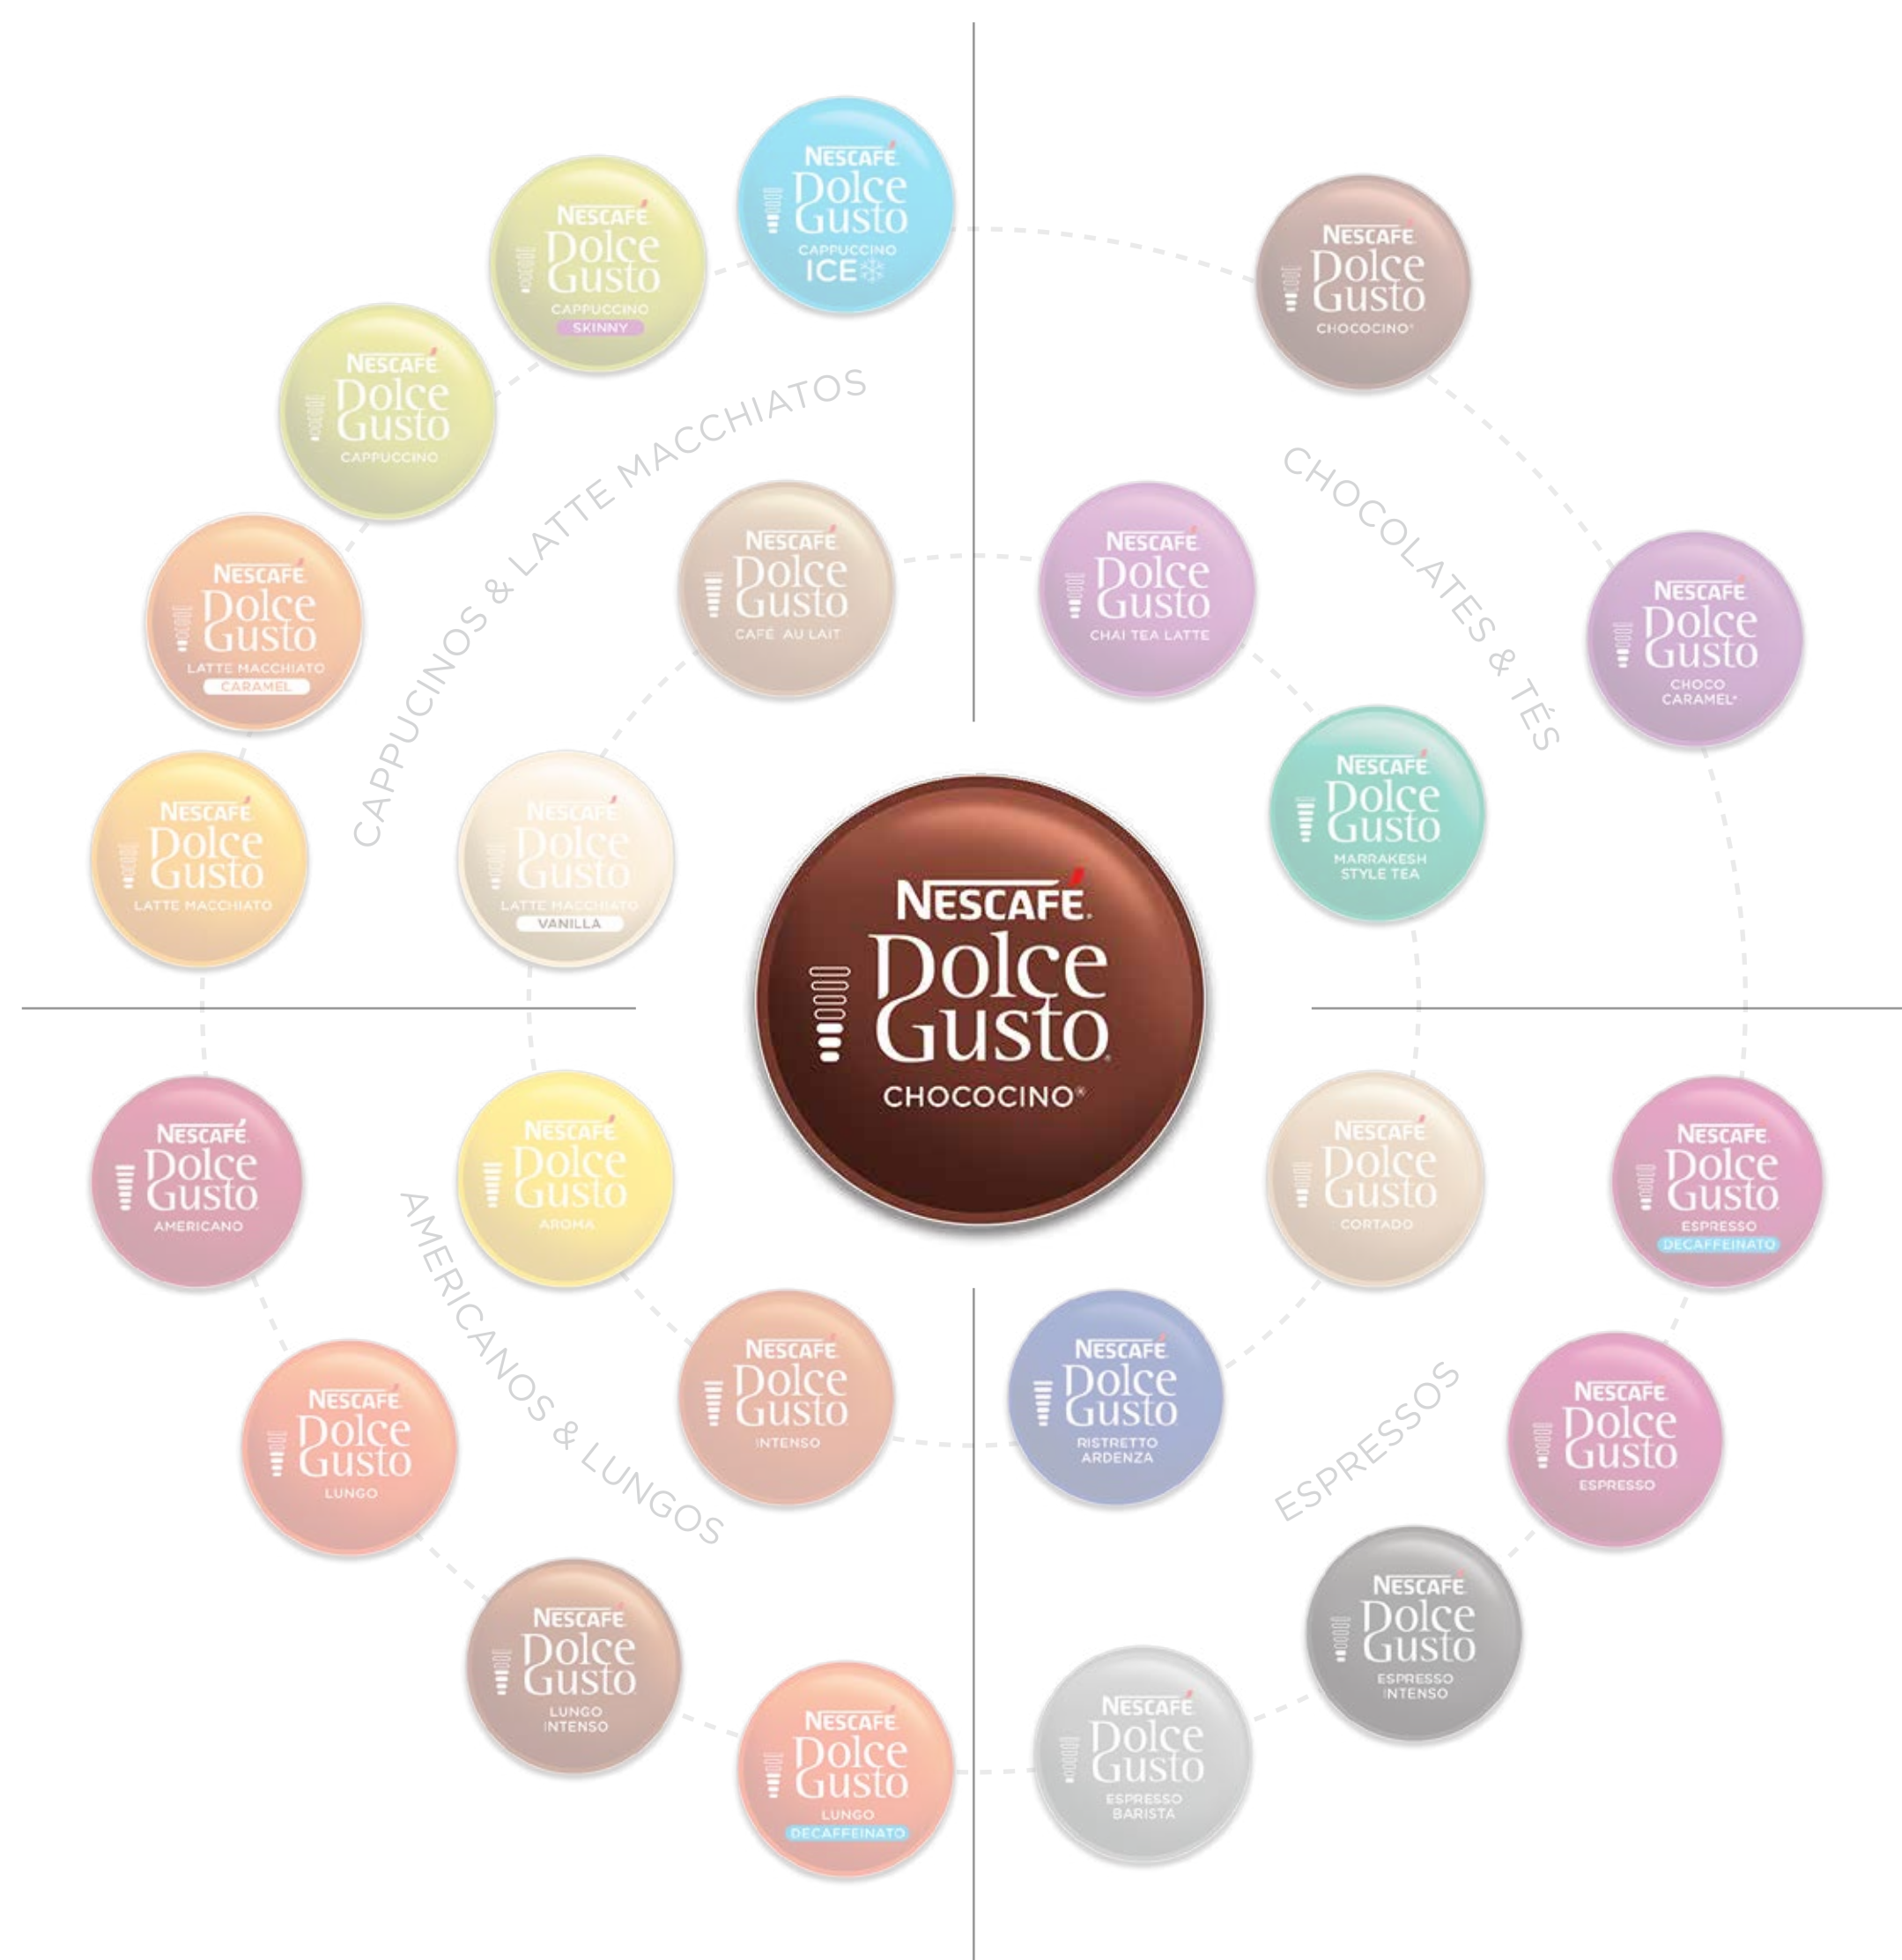 NESCAFÉ
Dolce
Gusto
CAPPUCCINO
ICE
NESCAFÉ
Dolce
Gusto
CAPPUCCINO
SKINNY
NESCAFÉ
Dolce
Gusto
CAPPUCCINO
NESCAFÉ
Dolce
Gusto
LATTE MACCHIATO
CARAMEL
NESCAFÉ
Dolce
Gusto
LATTE MACCHIATO
CAPPUCINOS & LATTE MACCHIATOS
NESCAFÉ
Dolce
Gusto
CAFÉ AU LAIT
NESCAFÉ
Dolce
Gusto
LATTE MACCHIATO
VANILLA
NESCAFÉ
Dolce
Gusto
CHOCOCINO*
NESCAFÉ
Dolce
Gusto
CHOCO
CARAMEL*
CHOCOLATES & TÉS
NESCAFÉ
Dolce
Gusto
CHAI TEA LATTE
NESCAFÉ
Dolce
Gusto
MARRAKESH
STYLE TEA
NESCAFÉ.
Dolce
Gusto
CHOCOCINO*
NESCAFÉ
Dolce
Gusto
AMERICANO
NESCAFÉ
Dolce
Gusto
AROMA
NESCAFÉ
Dolce
Gusto
INTENSO
AMERICANOS & LUNGOS
NESCAFÉ
Dolce
Gusto
LUNGO
NESCAFÉ
Dolce
Gusto
LUNGO
INTENSO
NESCAFÉ
Dolce
Gusto
LUNGO
DECAFFEINATO
NESCAFÉ
Dolce
Gusto
CORTADO
NESCAFÉ
Dolce
Gusto
ESPRESSO
DECAFFEINATO
NESCAFÉ
Dolce
Gusto
RISTRETTO
ARDENZA
ESPRESSOS
NESCAFÉ
Dolce
Gusto
ESPRESSO
NESCAFÉ
Dolce
Gusto
ESPRESSO
INTENSO
NESCAFÉ
Dolce
Gusto
ESPRESSO
BARISTA